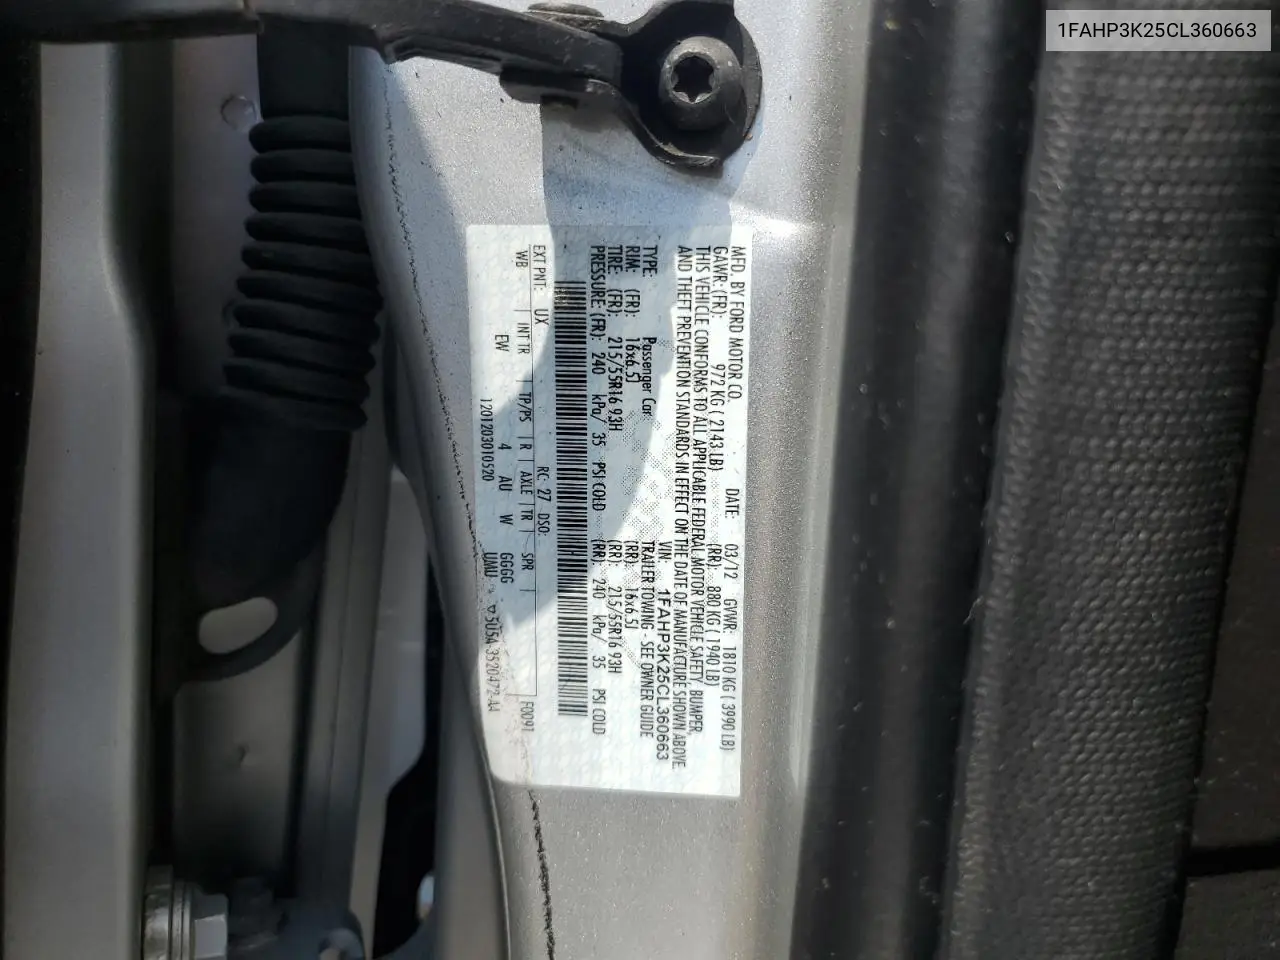 1FAHP3K25CL360663
MFD. BY FORD MOTOR CO.
DATE: 03/12 GVWR: 1810 KG ( 3990 LB)
GAWR: (FR): 972 KG ( 2143 LB) (RR): 880 KG ( 1940 LB)
THIS VEHICLE CONFORMS TO ALL APPLICABLE FEDERAL MOTOR VEHICLE SAFETY, BUMPER,
AND THEFT PREVENTION STANDARDS IN EFFECT ON THE DATE OF MANUFACTURE SHOWN ABOVE
VIN: 1FAHP3K25CL360663
TYPE: Passenger Car TRAILER TOWING - SEE OWNER GUIDE
RIM: (FR): 16x6.5J (RR): 16x6.5J
TIRE: (FR): 215/55R16 93H (RR): 215/55R16 93H
PRESSURE (FR): 240 kPa/ 35 PSI COLD (RR): 240 kPa/ 35 PSI COLD
EXT PNT: UX RC: 27 DSO: F0091
WB INT TR TP/PS R AXLE TR SPR
EW 4 AU W GGGG
1201203010520 UMU 5U5A-3520472-AA